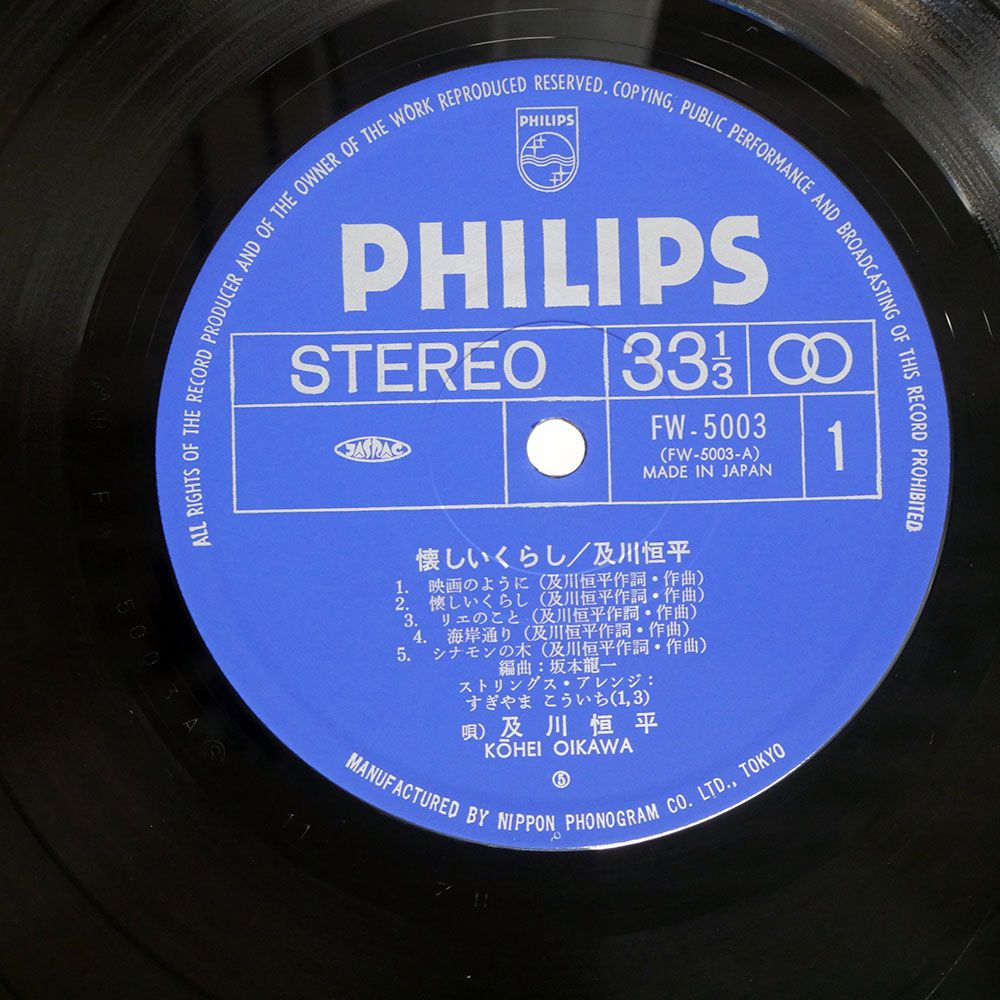 ALL RIGHTS OF THE RECORD PRODUCER AND OF THE OWNER OF THE WORK REPRODUCED RESERVED. COPYING, PUBLIC PERFORMANCE AND BROADCASTING OF THIS RECORD PROHIBITED
PHILIPS
PHILIPS
STEREO
33 1/3
JASRAC
FW-5003
(FW-5003-A)
MADE IN JAPAN
1
懐しいくらし/及川恒平
1. 映画のように(及川恒平作詞・作曲)
2. 懐しいくらし(及川恒平作詞・作曲)
3. リエのこと(及川恒平作詞・作曲)
4. 海岸通り(及川恒平作詞・作曲)
5. シナモンの木(及川恒平作詞・作曲)
編曲:坂本龍一
ストリングス・アレンジ:
すぎやま こういち(1,3)
唄)及川恒平
KŌHEI OIKAWA
⑤
MANUFACTURED BY NIPPON PHONOGRAM CO. LTD., TOKYO